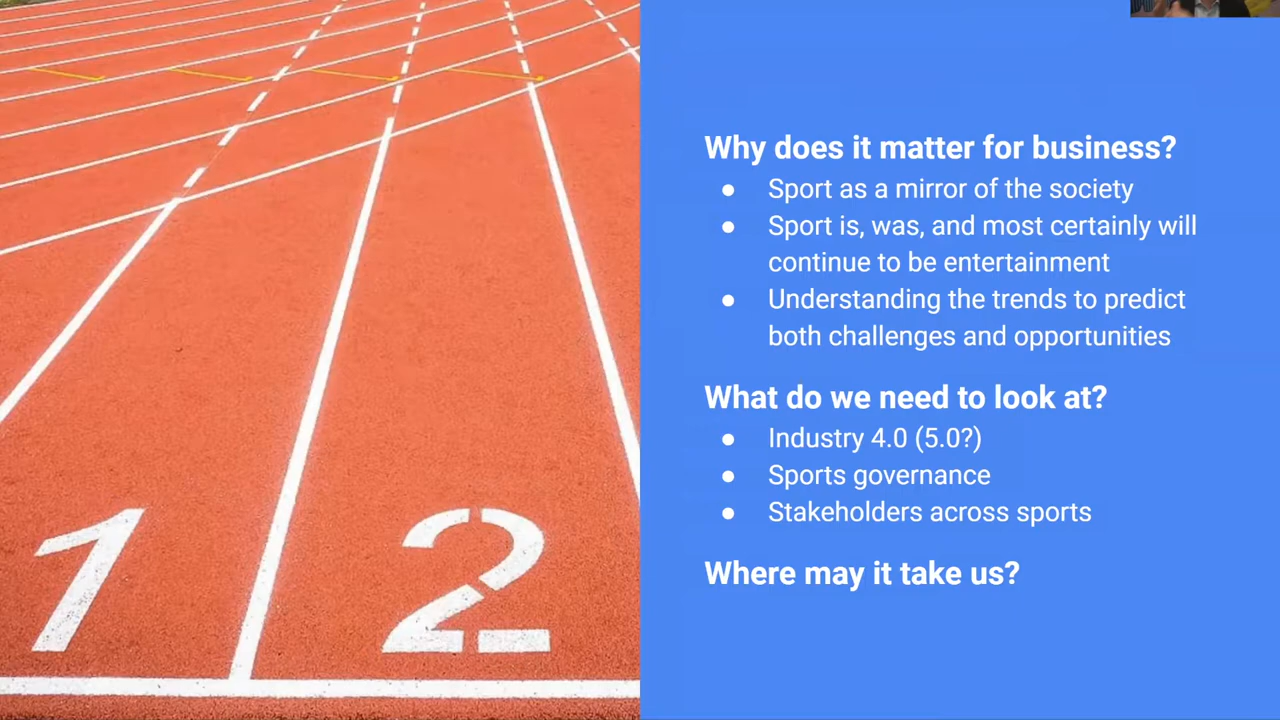 Why does it matter for business?
● Sport as a mirror of the society
● Sport is, was, and most certainly will
continue to be entertainment
● Understanding the trends to predict
both challenges and opportunities
What do we need to look at?
● Industry 4.0 (5.0?)
● Sports governance
● Stakeholders across sports
Where may it take us?
1 2